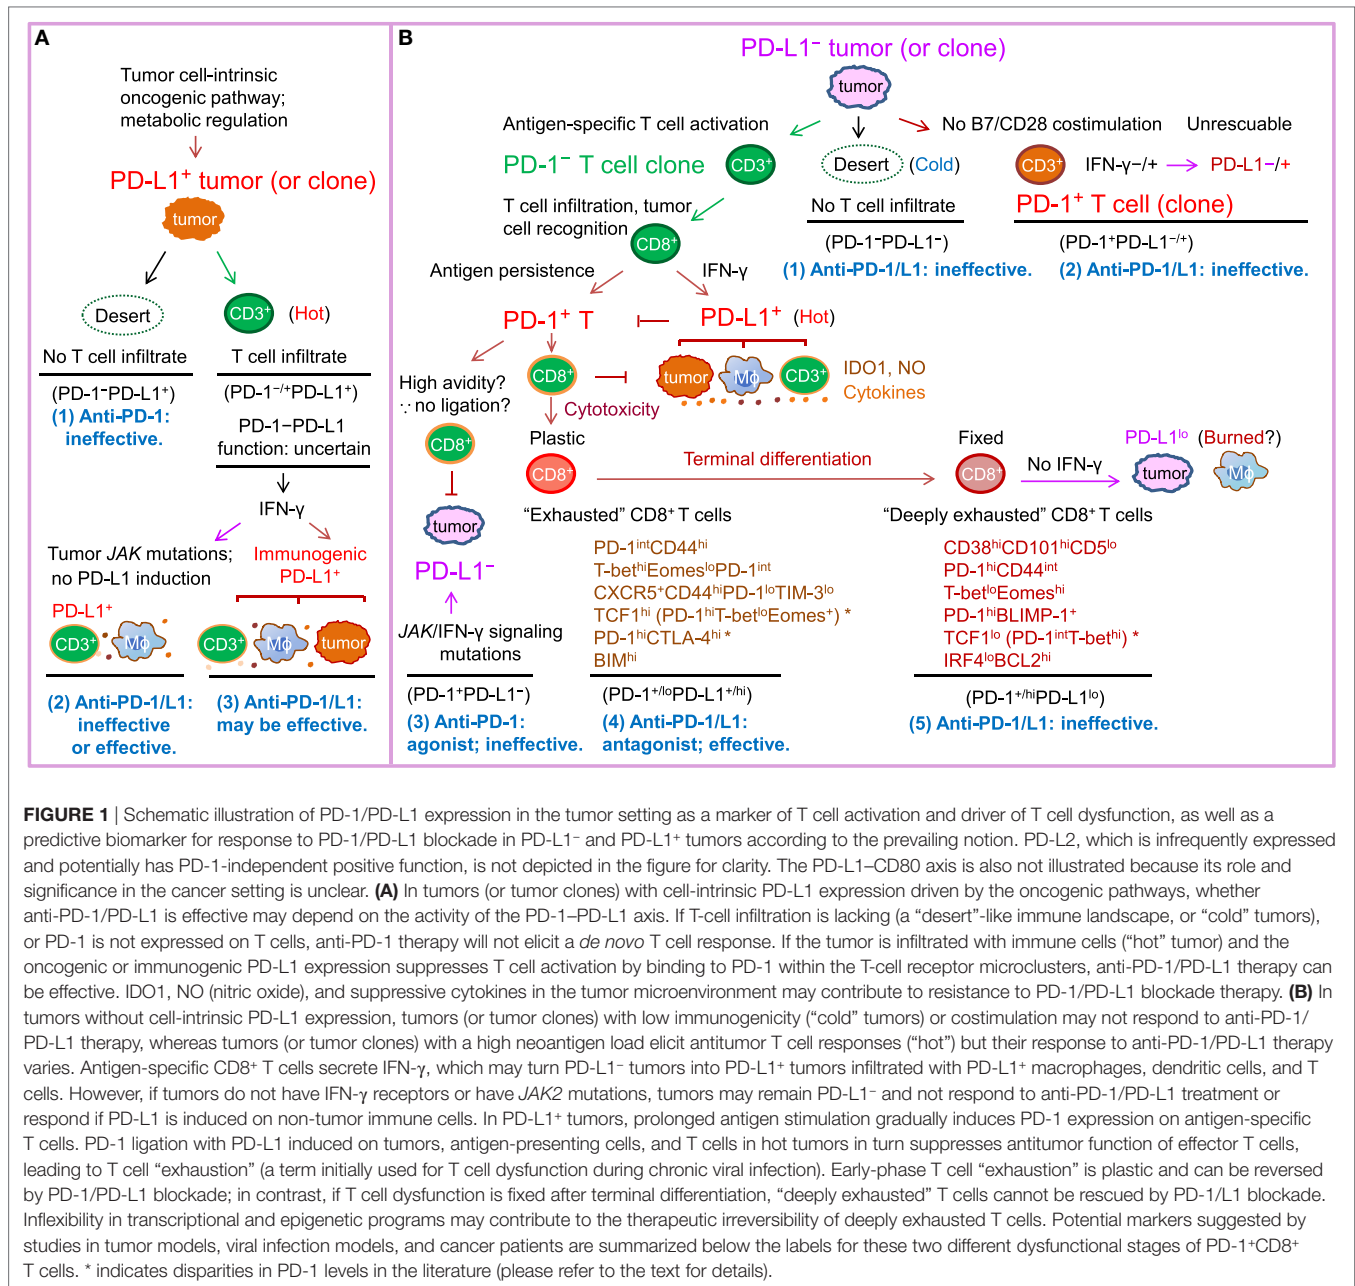 A
Tumor cell-intrinsic
oncogenic pathway;
metabolic regulation
PD-L1⁺ tumor (or clone)
tumor
Desert
CD3⁺
(Hot)
No T cell infiltrate
T cell infiltrate
(PD-1⁻PD-L1⁺)
(PD-1⁻/⁺PD-L1⁺)
(1) Anti-PD-1:
ineffective.
PD-1–PD-L1
function: uncertain
IFN-γ
Tumor JAK mutations;
no PD-L1 induction
Immunogenic
PD-L1⁺
PD-L1⁺
CD3⁺
Mϕ
CD3⁺
Mϕ
tumor
(2) Anti-PD-1/L1:
ineffective
or effective.
(3) Anti-PD-1/L1:
may be effective.
B
PD-L1⁻ tumor (or clone)
tumor
Antigen-specific T cell activation
No B7/CD28 costimulation
Unrescuable
PD-1⁻ T cell clone
CD3⁺
Desert
(Cold)
CD3⁺
IFN-γ−/+
PD-L1−/+
T cell infiltration, tumor
cell recognition
No T cell infiltrate
PD-1⁺ T cell (clone)
CD8⁺
(PD-1⁻PD-L1⁻)
(PD-1⁺PD-L1⁻/⁺)
(1) Anti-PD-1/L1: ineffective.
(2) Anti-PD-1/L1: ineffective.
Antigen persistence
IFN-γ
PD-1⁺ T
PD-L1⁺
(Hot)
High avidity?
∵ no ligation?
CD8⁺
tumor
Mϕ
CD3⁺
IDO1, NO
Cytokines
Cytotoxicity
CD8⁺
Plastic
Fixed
PD-L1ˡᵒ
(Burned?)
CD8⁺
Terminal differentiation
CD8⁺
No IFN-γ
tumor
Mϕ
tumor
PD-L1⁻
"Exhausted" CD8⁺ T cells
"Deeply exhausted" CD8⁺ T cells
PD-1ⁱⁿᵗCD44ʰⁱ
T-betʰⁱEomesˡᵒPD-1ⁱⁿᵗ
CXCR5⁺CD44ʰⁱPD-1ˡᵒTIM-3ˡᵒ
TCF1ʰⁱ (PD-1ʰⁱT-betˡᵒEomes⁺) *
PD-1ʰⁱCTLA-4ʰⁱ *
BIMʰⁱ
CD38ʰⁱCD101ʰⁱCD5ˡᵒ
PD-1ʰⁱCD44ⁱⁿᵗ
T-betˡᵒEomesʰⁱ
PD-1ʰⁱBLIMP-1⁺
TCF1ˡᵒ (PD-1ⁱⁿᵗT-betʰⁱ) *
IRF4ˡᵒBCL2ʰⁱ
JAK/IFN-γ signaling
mutations
(PD-1⁺PD-L1⁻)
(PD-1⁺/ˡᵒPD-L1⁺/ʰⁱ)
(PD-1⁺/ʰⁱPD-L1ˡᵒ)
(3) Anti-PD-1:
agonist; ineffective.
(4) Anti-PD-1/L1:
antagonist; effective.
(5) Anti-PD-1/L1: ineffective.
FIGURE 1 | Schematic illustration of PD-1/PD-L1 expression in the tumor setting as a marker of T cell activation and driver of T cell dysfunction, as well as a
predictive biomarker for response to PD-1/PD-L1 blockade in PD-L1⁻ and PD-L1⁺ tumors according to the prevailing notion. PD-L2, which is infrequently expressed
and potentially has PD-1-independent positive function, is not depicted in the figure for clarity. The PD-L1–CD80 axis is also not illustrated because its role and
significance in the cancer setting is unclear. (A) In tumors (or tumor clones) with cell-intrinsic PD-L1 expression driven by the oncogenic pathways, whether
anti-PD-1/PD-L1 is effective may depend on the activity of the PD-1–PD-L1 axis. If T-cell infiltration is lacking (a "desert"-like immune landscape, or "cold" tumors),
or PD-1 is not expressed on T cells, anti-PD-1 therapy will not elicit a de novo T cell response. If the tumor is infiltrated with immune cells ("hot" tumor) and the
oncogenic or immunogenic PD-L1 expression suppresses T cell activation by binding to PD-1 within the T-cell receptor microclusters, anti-PD-1/PD-L1 therapy can
be effective. IDO1, NO (nitric oxide), and suppressive cytokines in the tumor microenvironment may contribute to resistance to PD-1/PD-L1 blockade therapy. (B) In
tumors without cell-intrinsic PD-L1 expression, tumors (or tumor clones) with low immunogenicity ("cold" tumors) or costimulation may not respond to anti-PD-1/
PD-L1 therapy, whereas tumors (or tumor clones) with a high neoantigen load elicit antitumor T cell responses ("hot") but their response to anti-PD-1/PD-L1 therapy
varies. Antigen-specific CD8⁺ T cells secrete IFN-γ, which may turn PD-L1⁻ tumors into PD-L1⁺ tumors infiltrated with PD-L1⁺ macrophages, dendritic cells, and T
cells. However, if tumors do not have IFN-γ receptors or have JAK2 mutations, tumors may remain PD-L1⁻ and not respond to anti-PD-1/PD-L1 treatment or
respond if PD-L1 is induced on non-tumor immune cells. In PD-L1⁺ tumors, prolonged antigen stimulation gradually induces PD-1 expression on antigen-specific
T cells. PD-1 ligation with PD-L1 induced on tumors, antigen-presenting cells, and T cells in hot tumors in turn suppresses antitumor function of effector T cells,
leading to T cell "exhaustion" (a term initially used for T cell dysfunction during chronic viral infection). Early-phase T cell "exhaustion" is plastic and can be reversed
by PD-1/PD-L1 blockade; in contrast, if T cell dysfunction is fixed after terminal differentiation, "deeply exhausted" T cells cannot be rescued by PD-1/L1 blockade.
Inflexibility in transcriptional and epigenetic programs may contribute to the therapeutic irreversibility of deeply exhausted T cells. Potential markers suggested by
studies in tumor models, viral infection models, and cancer patients are summarized below the labels for these two different dysfunctional stages of PD-1⁺CD8⁺
T cells. * indicates disparities in PD-1 levels in the literature (please refer to the text for details).